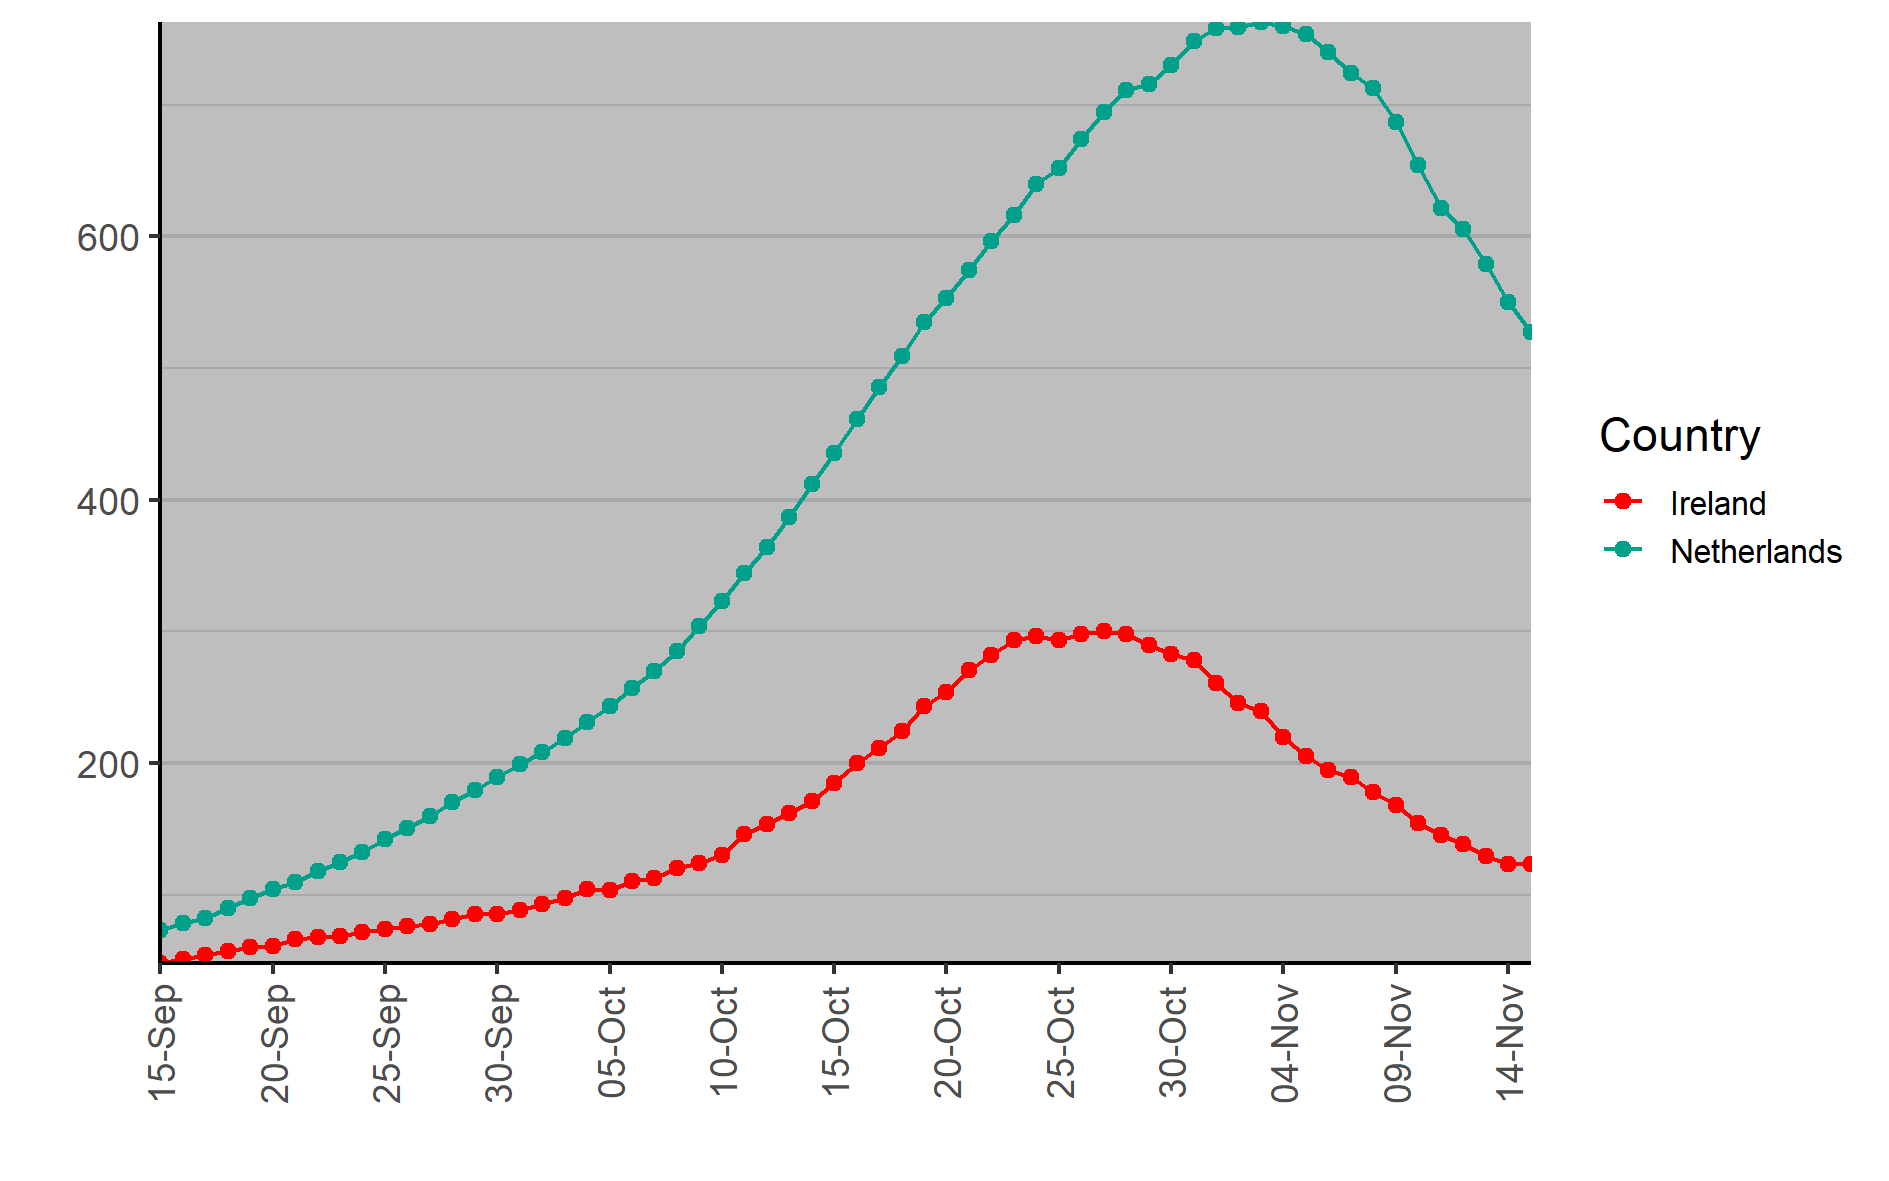 600
400
200
15-Sep
20-Sep
25-Sep
30-Sep
05-Oct
10-Oct
15-Oct
20-Oct
25-Oct
30-Oct
04-Nov
09-Nov
14-Nov
Country
Ireland
Netherlands